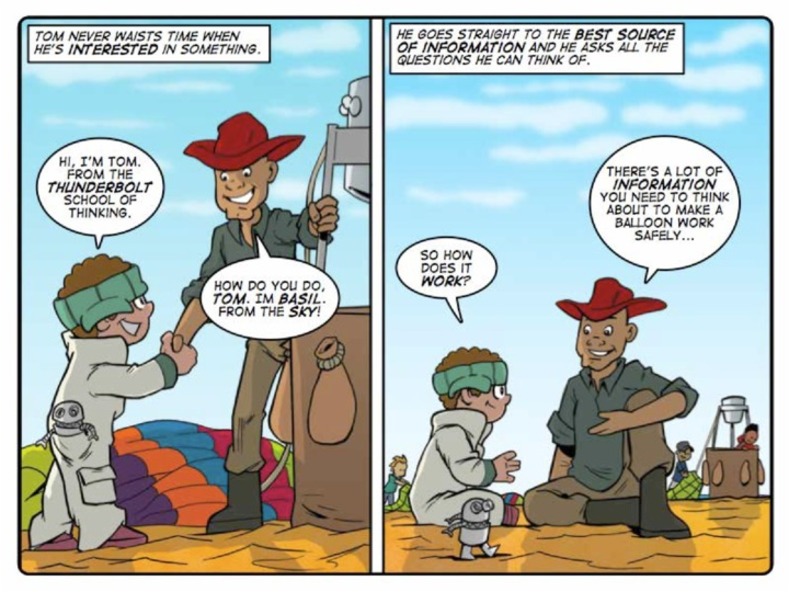 TOM NEVER WAISTS TIME WHEN
HE'S INTERESTED IN SOMETHING.
HI, I'M TOM.
FROM THE
THUNDERBOLT
SCHOOL OF
THINKING.
HOW DO YOU DO,
TOM. IM BASIL.
FROM THE SKY!
HE GOES STRAIGHT TO THE BEST SOURCE
OF INFORMATION AND HE ASKS ALL THE
QUESTIONS HE CAN THINK OF.
SO HOW
DOES IT
WORK?
THERE'S A LOT OF
INFORMATION
YOU NEED TO THINK
ABOUT TO MAKE A
BALLOON WORK
SAFELY...